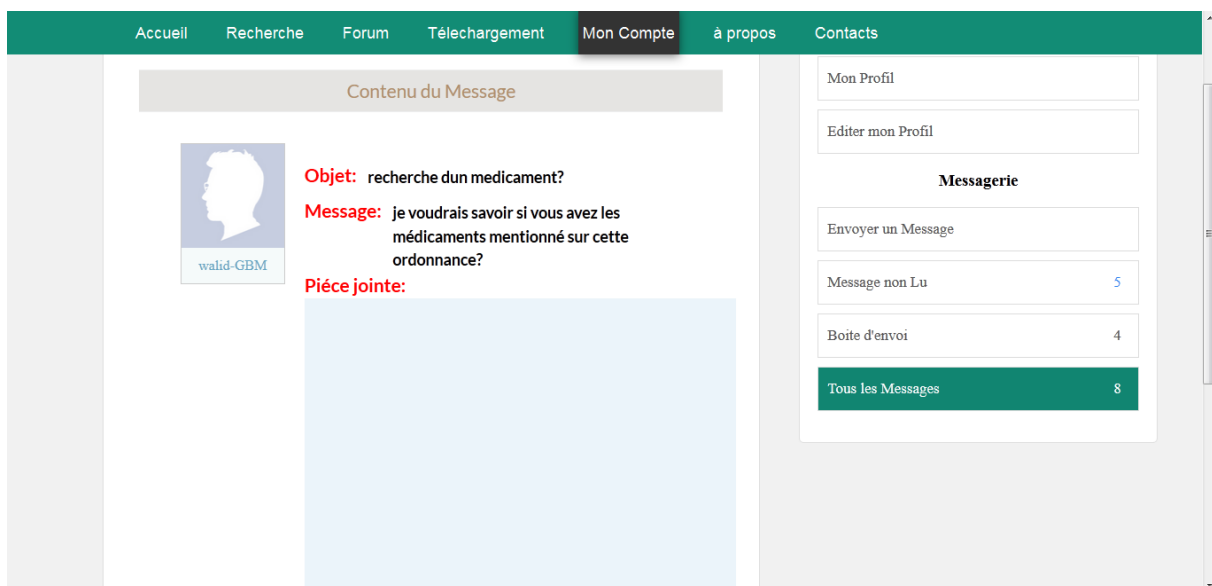 Accueil Recherche Forum Télechargement Mon Compte à propos Contacts
Contenu du Message
walid-GBM
Objet: recherche dun medicament?
Message: je voudrais savoir si vous avez les
médicaments mentionné sur cette
ordonnance?
Piéce jointe:
Mon Profil
Editer mon Profil
Messagerie
Envoyer un Message
Message non Lu 5
Boite d'envoi 4
Tous les Messages 8